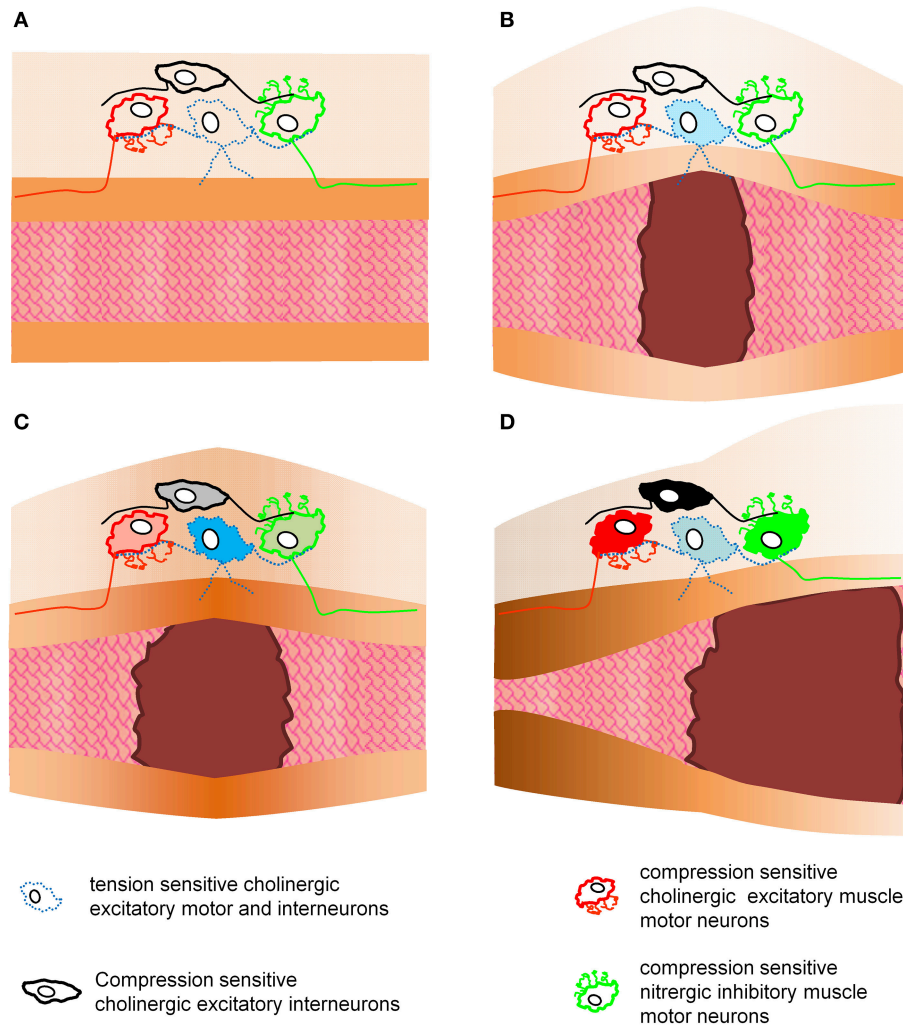 A
B
C
D
tension sensitive cholinergic
excitatory motor and interneurons
Compression sensitive
cholinergic excitatory interneurons
compression sensitive
cholinergic excitatory muscle
motor neurons
compression sensitive
nitrergic inhibitory muscle
motor neurons